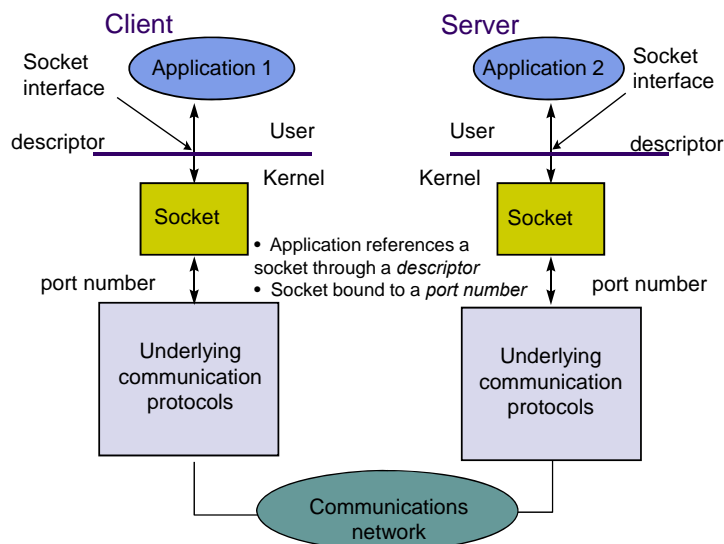 Client
Server
Socket
interface
Application 1
Application 2
Socket
interface
descriptor
User
User
descriptor
Kernel
Kernel
Socket
Socket
• Application references a
socket through a descriptor
• Socket bound to a port number
port number
port number
Underlying
communication
protocols
Underlying
communication
protocols
Communications
network